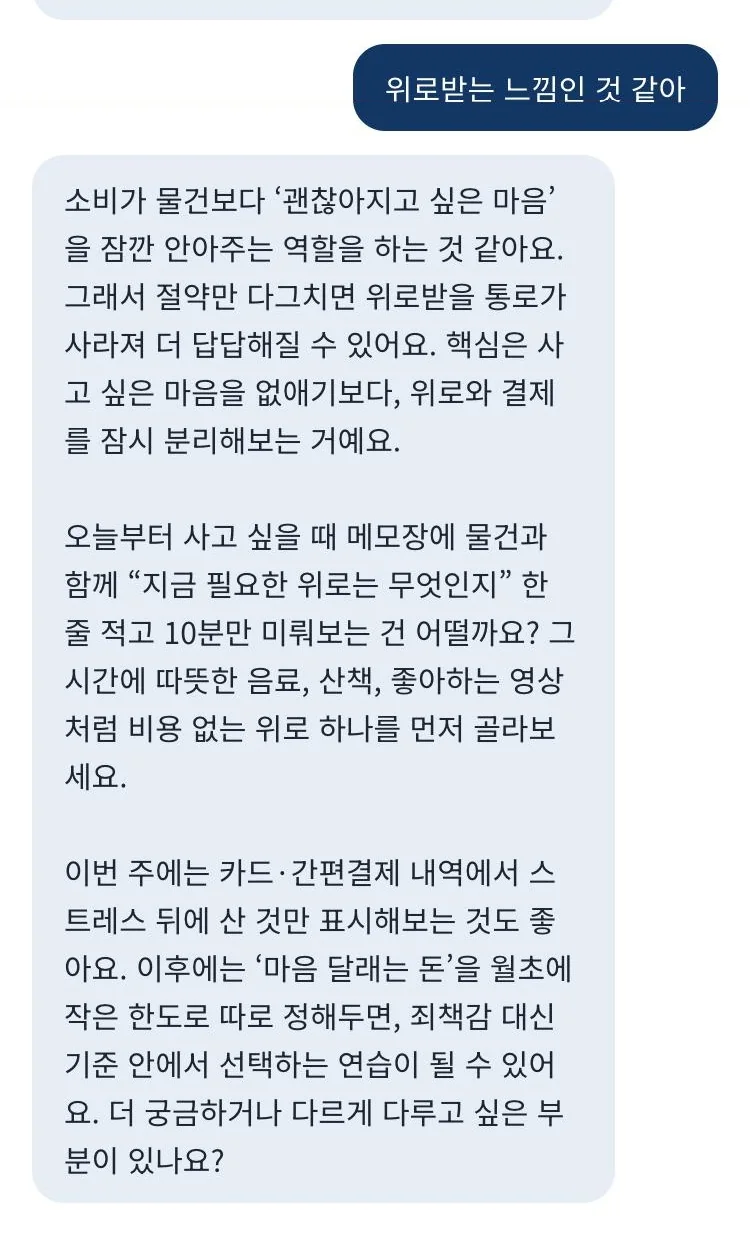 위로받는 느낌인 것 같아
소비가 물건보다 ‘괜찮아지고 싶은 마음’
을 잠깐 안아주는 역할을 하는 것 같아요.
그래서 절약만 다그치면 위로받을 통로가
사라져 더 답답해질 수 있어요. 핵심은 사
고 싶은 마음을 없애기보다, 위로와 결제
를 잠시 분리해보는 거예요.
오늘부터 사고 싶을 때 메모장에 물건과
함께 “지금 필요한 위로는 무엇인지” 한
줄 적고 10분만 미뤄보는 건 어떨까요? 그
시간에 따뜻한 음료, 산책, 좋아하는 영상
처럼 비용 없는 위로 하나를 먼저 골라보
세요.
이번 주에는 카드·간편결제 내역에서 스
트레스 뒤에 산 것만 표시해보는 것도 좋
아요. 이후에는 ‘마음 달래는 돈’을 월초에
작은 한도로 따로 정해두면, 죄책감 대신
기준 안에서 선택하는 연습이 될 수 있어
요. 더 궁금하거나 다르게 다루고 싶은 부
분이 있나요?